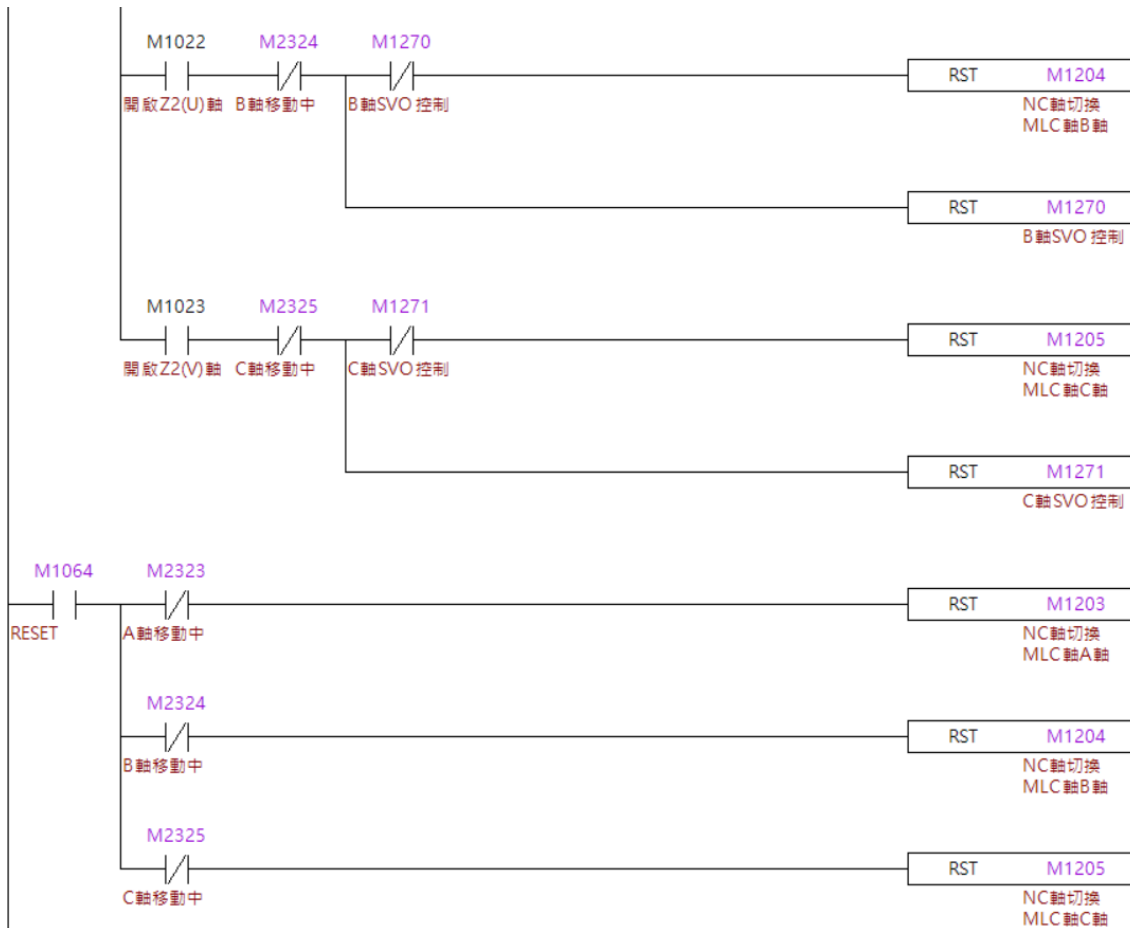 M1022 M2324 M1270
RST M1204
開啟Z2(U)軸 B軸移動中 B軸SVO控制 NC軸切換
MLC軸B軸
RST M1270
B軸SVO控制
M1023 M2325 M1271
RST M1205
開啟Z2(V)軸 C軸移動中 C軸SVO控制 NC軸切換
MLC軸C軸
RST M1271
C軸SVO控制
M1064 M2323
RST M1203
RESET A軸移動中 NC軸切換
MLC軸A軸
M2324
RST M1204
B軸移動中 NC軸切換
MLC軸B軸
M2325
RST M1205
C軸移動中 NC軸切換
MLC軸C軸